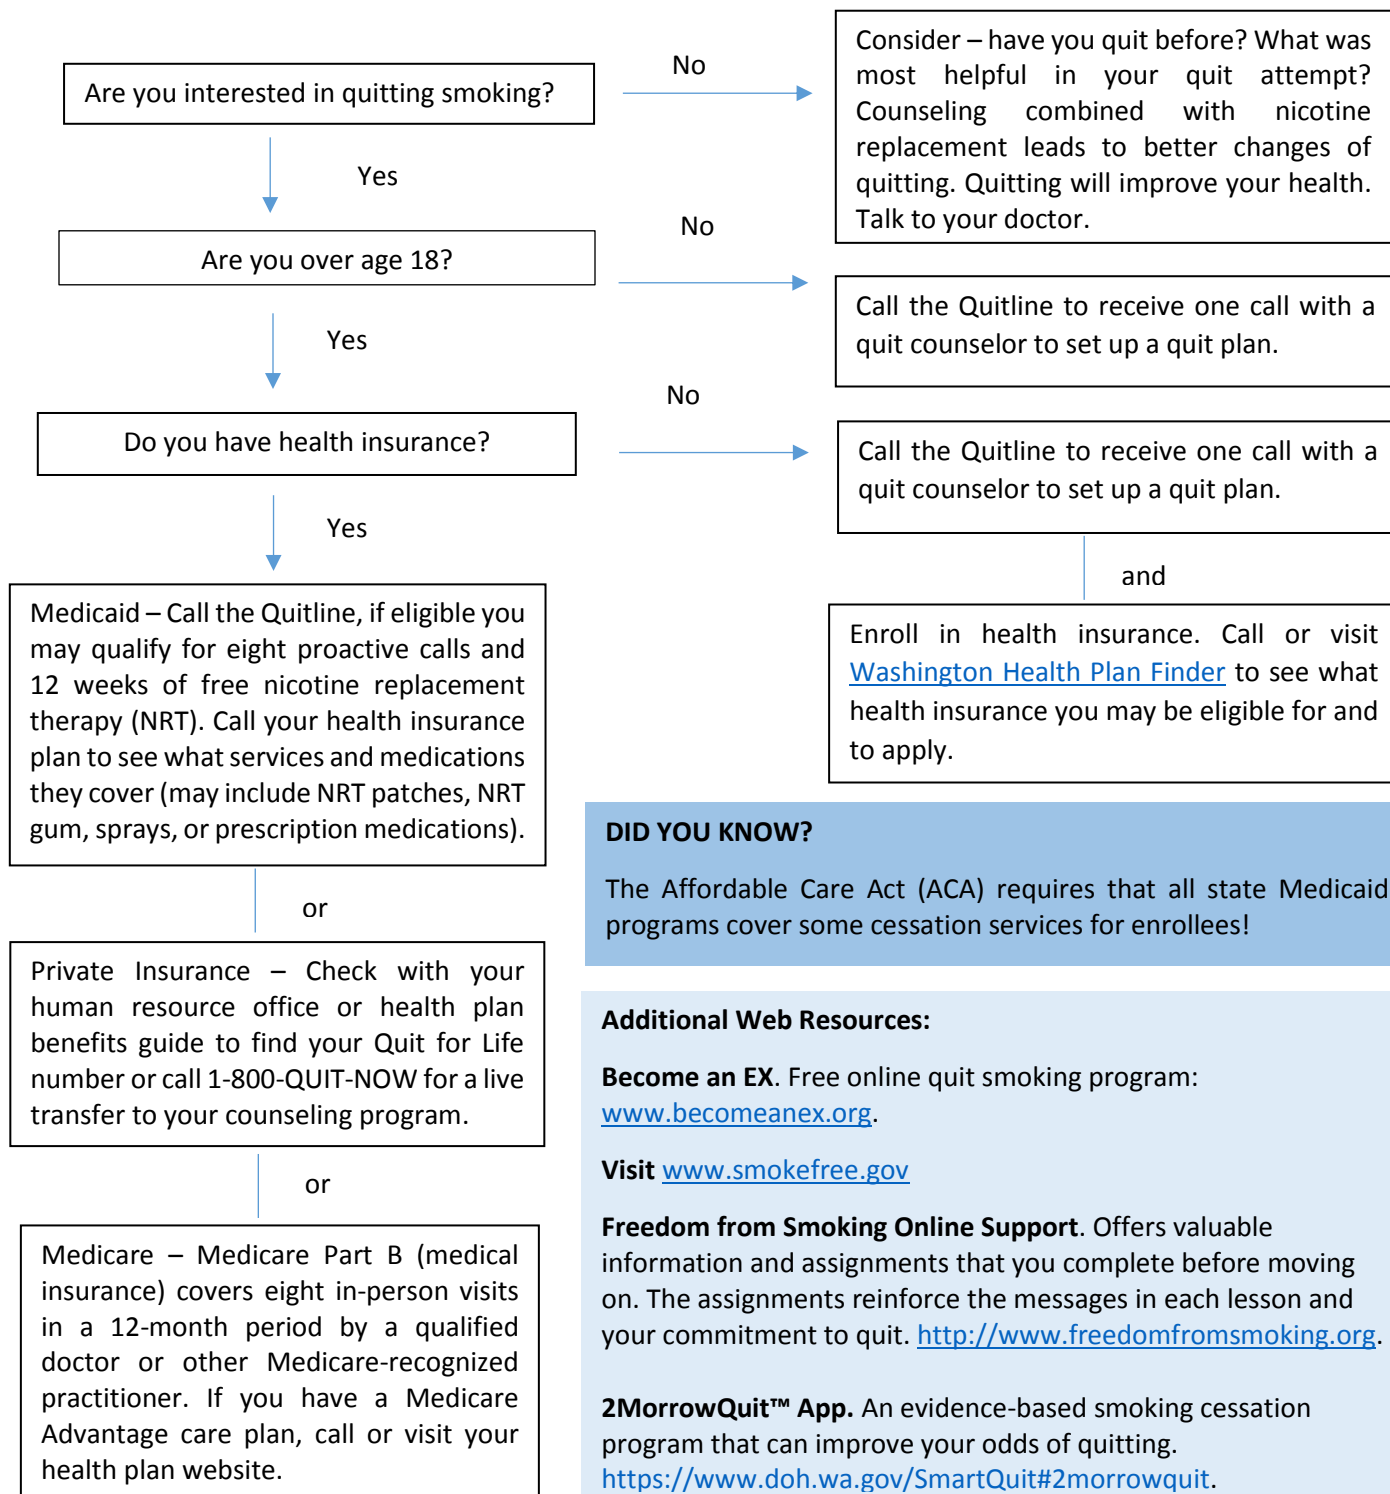 Are you interested in quitting smoking?
No
Consider – have you quit before? What was
most helpful in your quit attempt?
Counseling combined with nicotine
replacement leads to better changes of
quitting. Quitting will improve your health.
Talk to your doctor.
Yes
Are you over age 18?
No
Call the Quitline to receive one call with a
quit counselor to set up a quit plan.
Yes
Do you have health insurance?
No
Call the Quitline to receive one call with a
quit counselor to set up a quit plan.
and
Enroll in health insurance. Call or visit
Washington Health Plan Finder to see what
health insurance you may be eligible for and
to apply.
Yes
Medicaid – Call the Quitline, if eligible you
may qualify for eight proactive calls and
12 weeks of free nicotine replacement
therapy (NRT). Call your health insurance
plan to see what services and medications
they cover (may include NRT patches, NRT
gum, sprays, or prescription medications).
or
Private Insurance – Check with your
human resource office or health plan
benefits guide to find your Quit for Life
number or call 1-800-QUIT-NOW for a live
transfer to your counseling program.
or
Medicare – Medicare Part B (medical
insurance) covers eight in-person visits
in a 12-month period by a qualified
doctor or other Medicare-recognized
practitioner. If you have a Medicare
Advantage care plan, call or visit your
health plan website.
DID YOU KNOW?
The Affordable Care Act (ACA) requires that all state Medicaid
programs cover some cessation services for enrollees!
Additional Web Resources:
Become an EX. Free online quit smoking program:
www.becomeanex.org.
Visit www.smokefree.gov
Freedom from Smoking Online Support. Offers valuable
information and assignments that you complete before moving
on. The assignments reinforce the messages in each lesson and
your commitment to quit. http://www.freedomfromsmoking.org.
2MorrowQuit™ App. An evidence-based smoking cessation
program that can improve your odds of quitting.
https://www.doh.wa.gov/SmartQuit#2morrowquit.